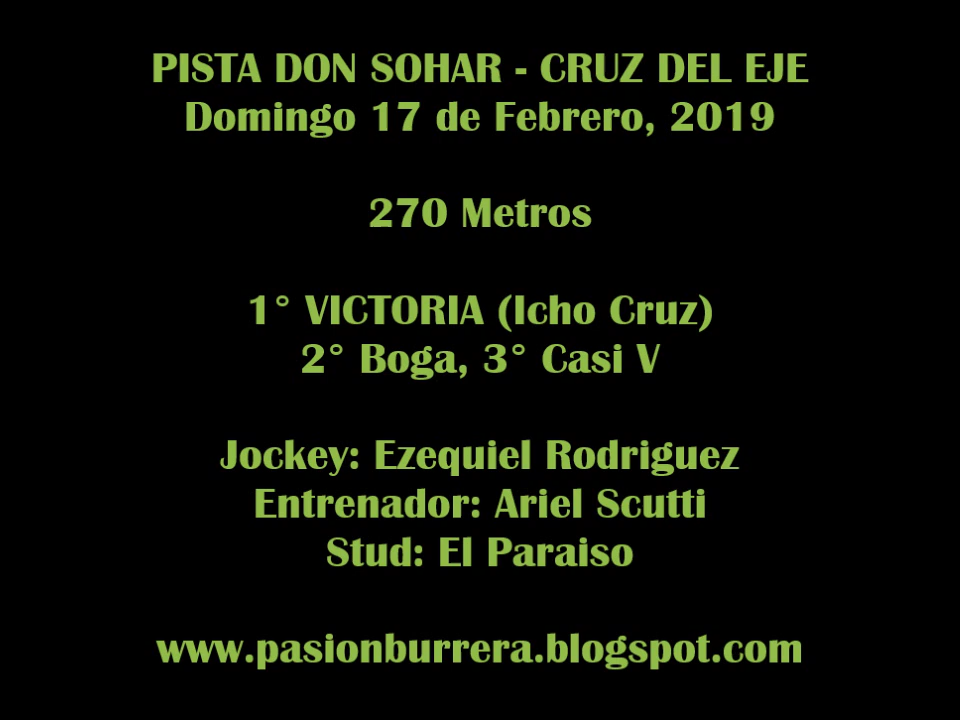 PISTA DON SOHAR - CRUZ DEL EJE
Domingo 17 de Febrero, 2019
270 Metros
1° VICTORIA (Icho Cruz)
2° Boga, 3° Casi V
Jockey: Ezequiel Rodriguez
Entrenador: Ariel Scutti
Stud: El Paraiso
www.pasionburrera.blogspot.com